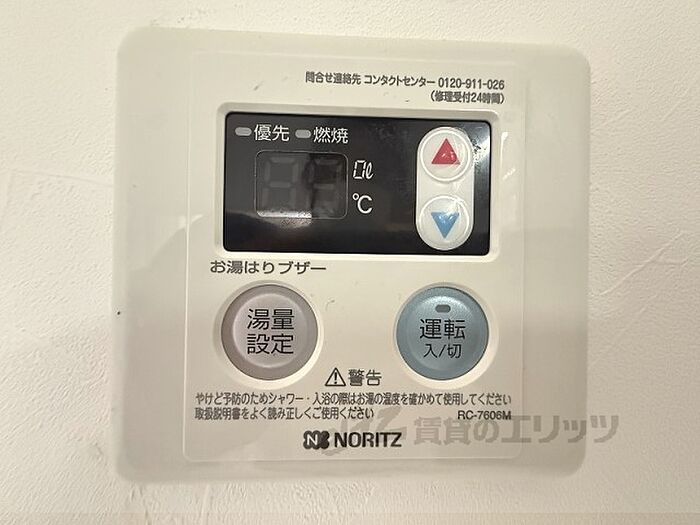 問合せ連絡先 コンタクトセンター 0120-911-026
(修理受付24時間)
優先 燃焼
0ℓ
℃
お湯はりブザー
湯量
設定
運転
入/切
⚠警告
やけど予防のためシャワー・入浴の際はお湯の温度を確かめて使用してください
取扱説明書をよく読み正しくご使用ください
RC-7606M
NORITZ
賃貸のエリッツ